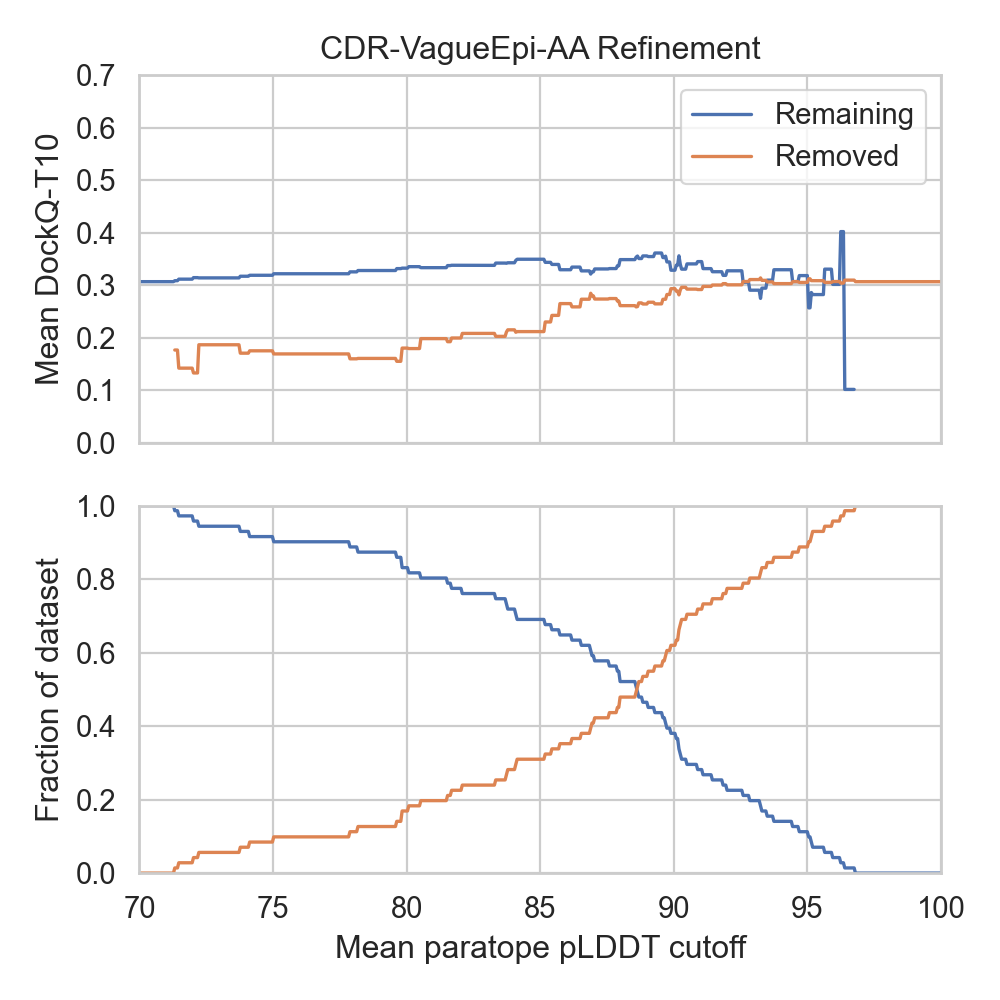 CDR-VagueEpi-AA Refinement
0.7
0.6
0.5
0.4
0.3
0.2
0.1
0.0
Mean DockQ-T10
Remaining
Removed
1.0
0.8
0.6
0.4
0.2
0.0
Fraction of dataset
70 75 80 85 90 95 100
Mean paratope pLDDT cutoff